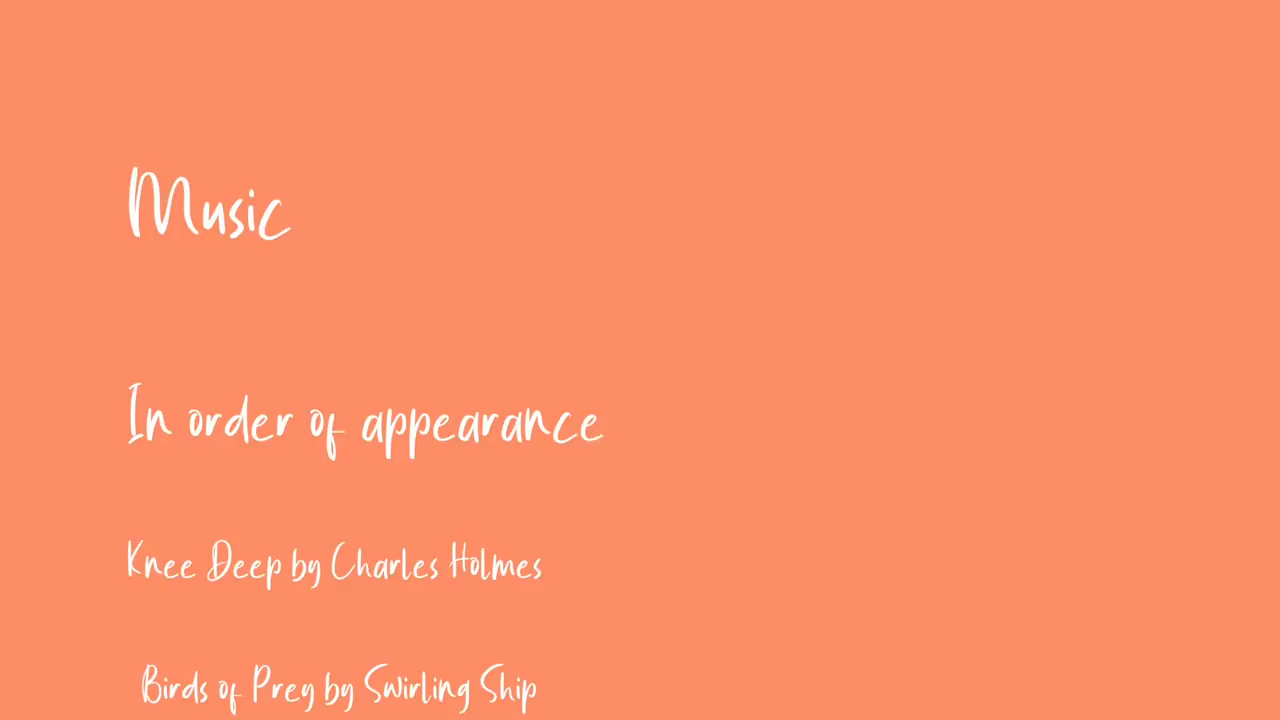 Music
In order of appearance
Knee Deep by Charles Holmes
Birds of Prey by Swirling Ship